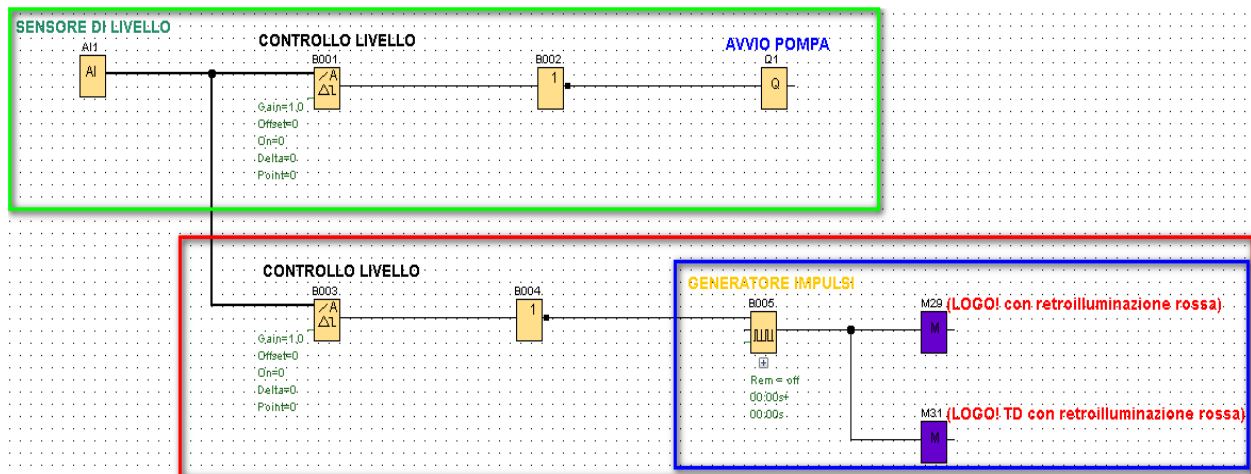 SENSORE DI LIVELLO
AI1
AI
CONTROLLO LIVELLO
B001
/A
Gain=1.0
Offset=0
On=0
Delta=0
Point=0
B002
1
AVVIO POMPA
Q1
Q
CONTROLLO LIVELLO
B003
/A
Gain=1.0
Offset=0
On=0
Delta=0
Point=0
B004
1
GENERATORE IMPULSI
B005
Rem = off
00:00s+
00:00s
M29 (LOGO! con retroilluminazione rossa)
M
M31 (LOGO! TD con retroilluminazione rossa)
M